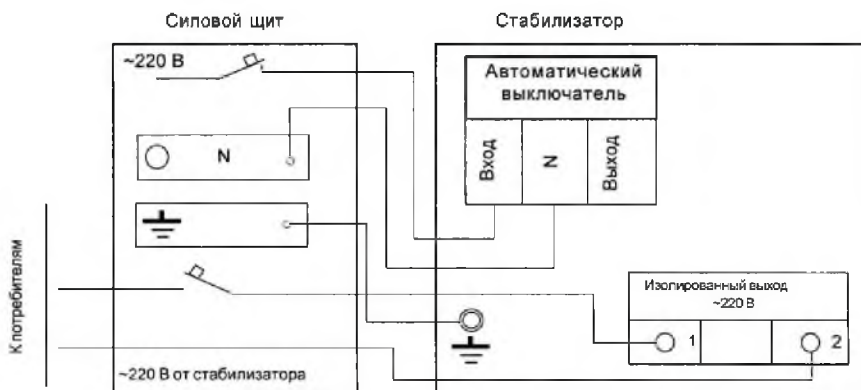 Силовой щит
Стабилизатор
~220 В
N
~220 В от стабилизатора
К потребителям
Автоматический
выключатель
Вход
N
Выход
Изолированный выход
~220 В
1
2